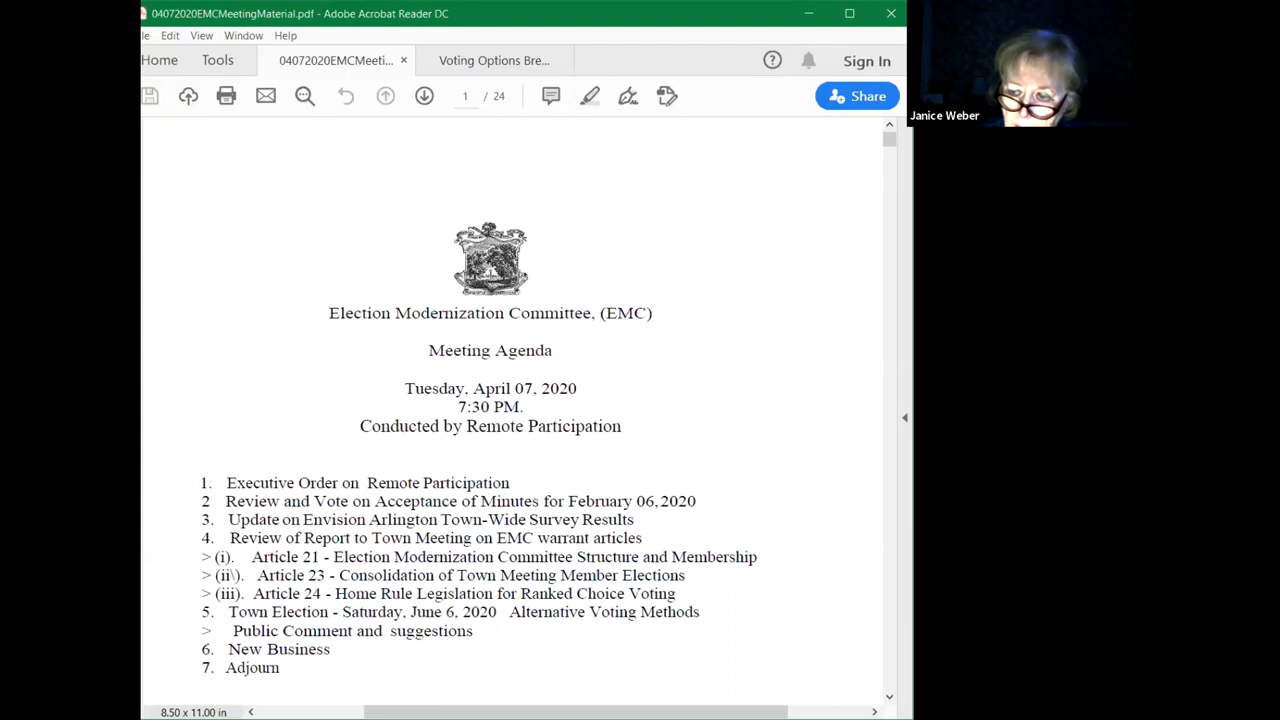 04072020EMCMeetingMaterial.pdf - Adobe Acrobat Reader DC
le Edit View Window Help
Home Tools 04072020EMCMeeti... × Voting Options Bre... Sign In
1 / 24 Share
Janice Weber
Election Modernization Committee, (EMC)
Meeting Agenda
Tuesday, April 07, 2020
7:30 PM.
Conducted by Remote Participation
1. Executive Order on Remote Participation
2 Review and Vote on Acceptance of Minutes for February 06, 2020
3. Update on Envision Arlington Town-Wide Survey Results
4. Review of Report to Town Meeting on EMC warrant articles
> (i). Article 21 - Election Modernization Committee Structure and Membership
> (ii\). Article 23 - Consolidation of Town Meeting Member Elections
> (iii). Article 24 - Home Rule Legislation for Ranked Choice Voting
5. Town Election - Saturday, June 6, 2020 Alternative Voting Methods
> Public Comment and suggestions
6. New Business
7. Adjourn
8.50 x 11.00 in